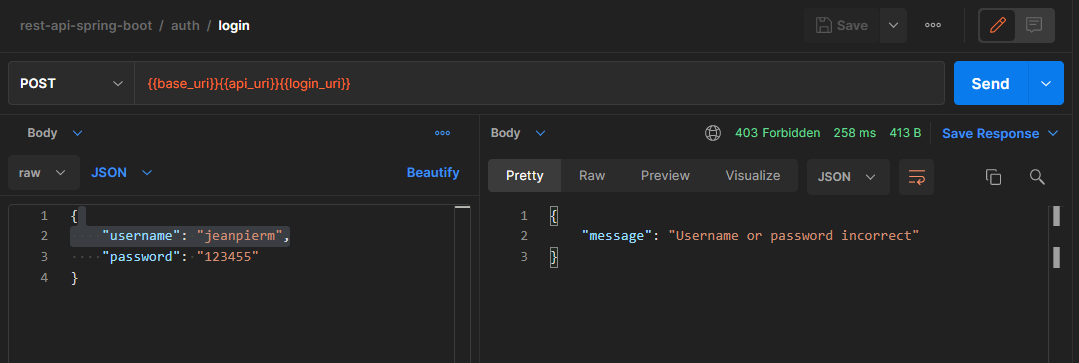 rest-api-spring-boot / auth / login
Save
POST
{{base_uri}}{{api_uri}}{{login_uri}}
Send
Body
raw
JSON
Beautify
1 {
2 "username": "jeanpierm",
3 "password": "123455"
4 }
Body
403 Forbidden 258 ms 413 B
Save Response
Pretty Raw Preview Visualize
JSON
1 {
2 "message": "Username or password incorrect"
3 }